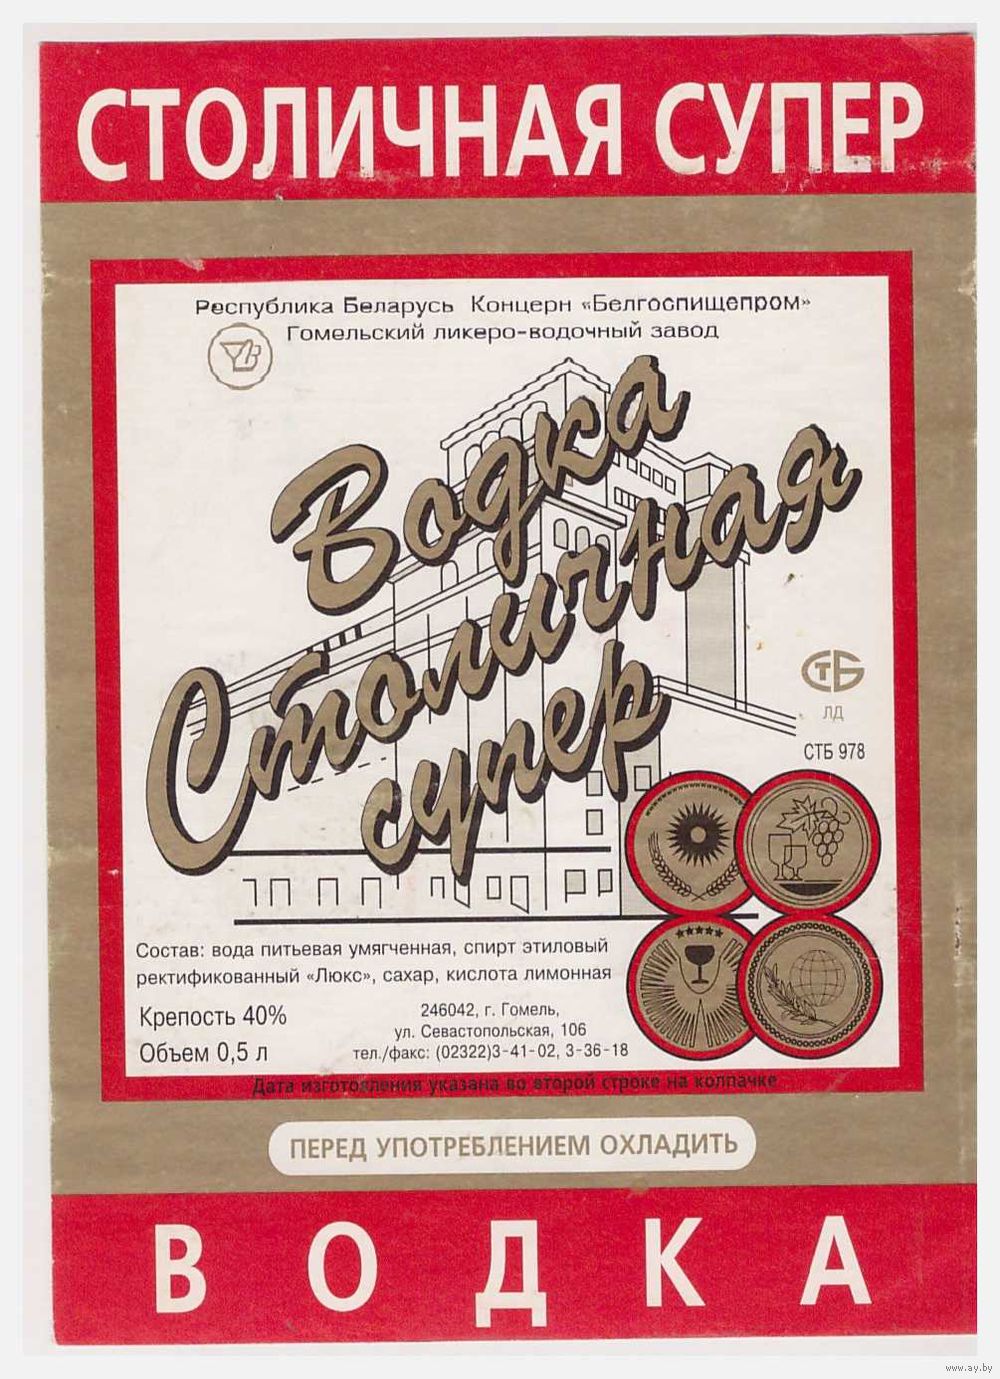 СТОЛИЧНАЯ СУПЕР
Республика Беларусь Концерн «Белгоспищепром»
Гомельский ликеро-водочный завод
Водка
Столичная
супер
СТБ
ЛД
СТБ 978
Состав: вода питьевая умягченная, спирт этиловый
ректификованный «Люкс», сахар, кислота лимонная
Крепость 40%
Объем 0,5 л
246042, г. Гомель,
ул. Севастопольская, 106
тел./факс: (02322)3-41-02, 3-36-18
Дата изготовления указана во второй строке на колпачке
ПЕРЕД УПОТРЕБЛЕНИЕМ ОХЛАДИТЬ
ВОДКА
www.ay.by